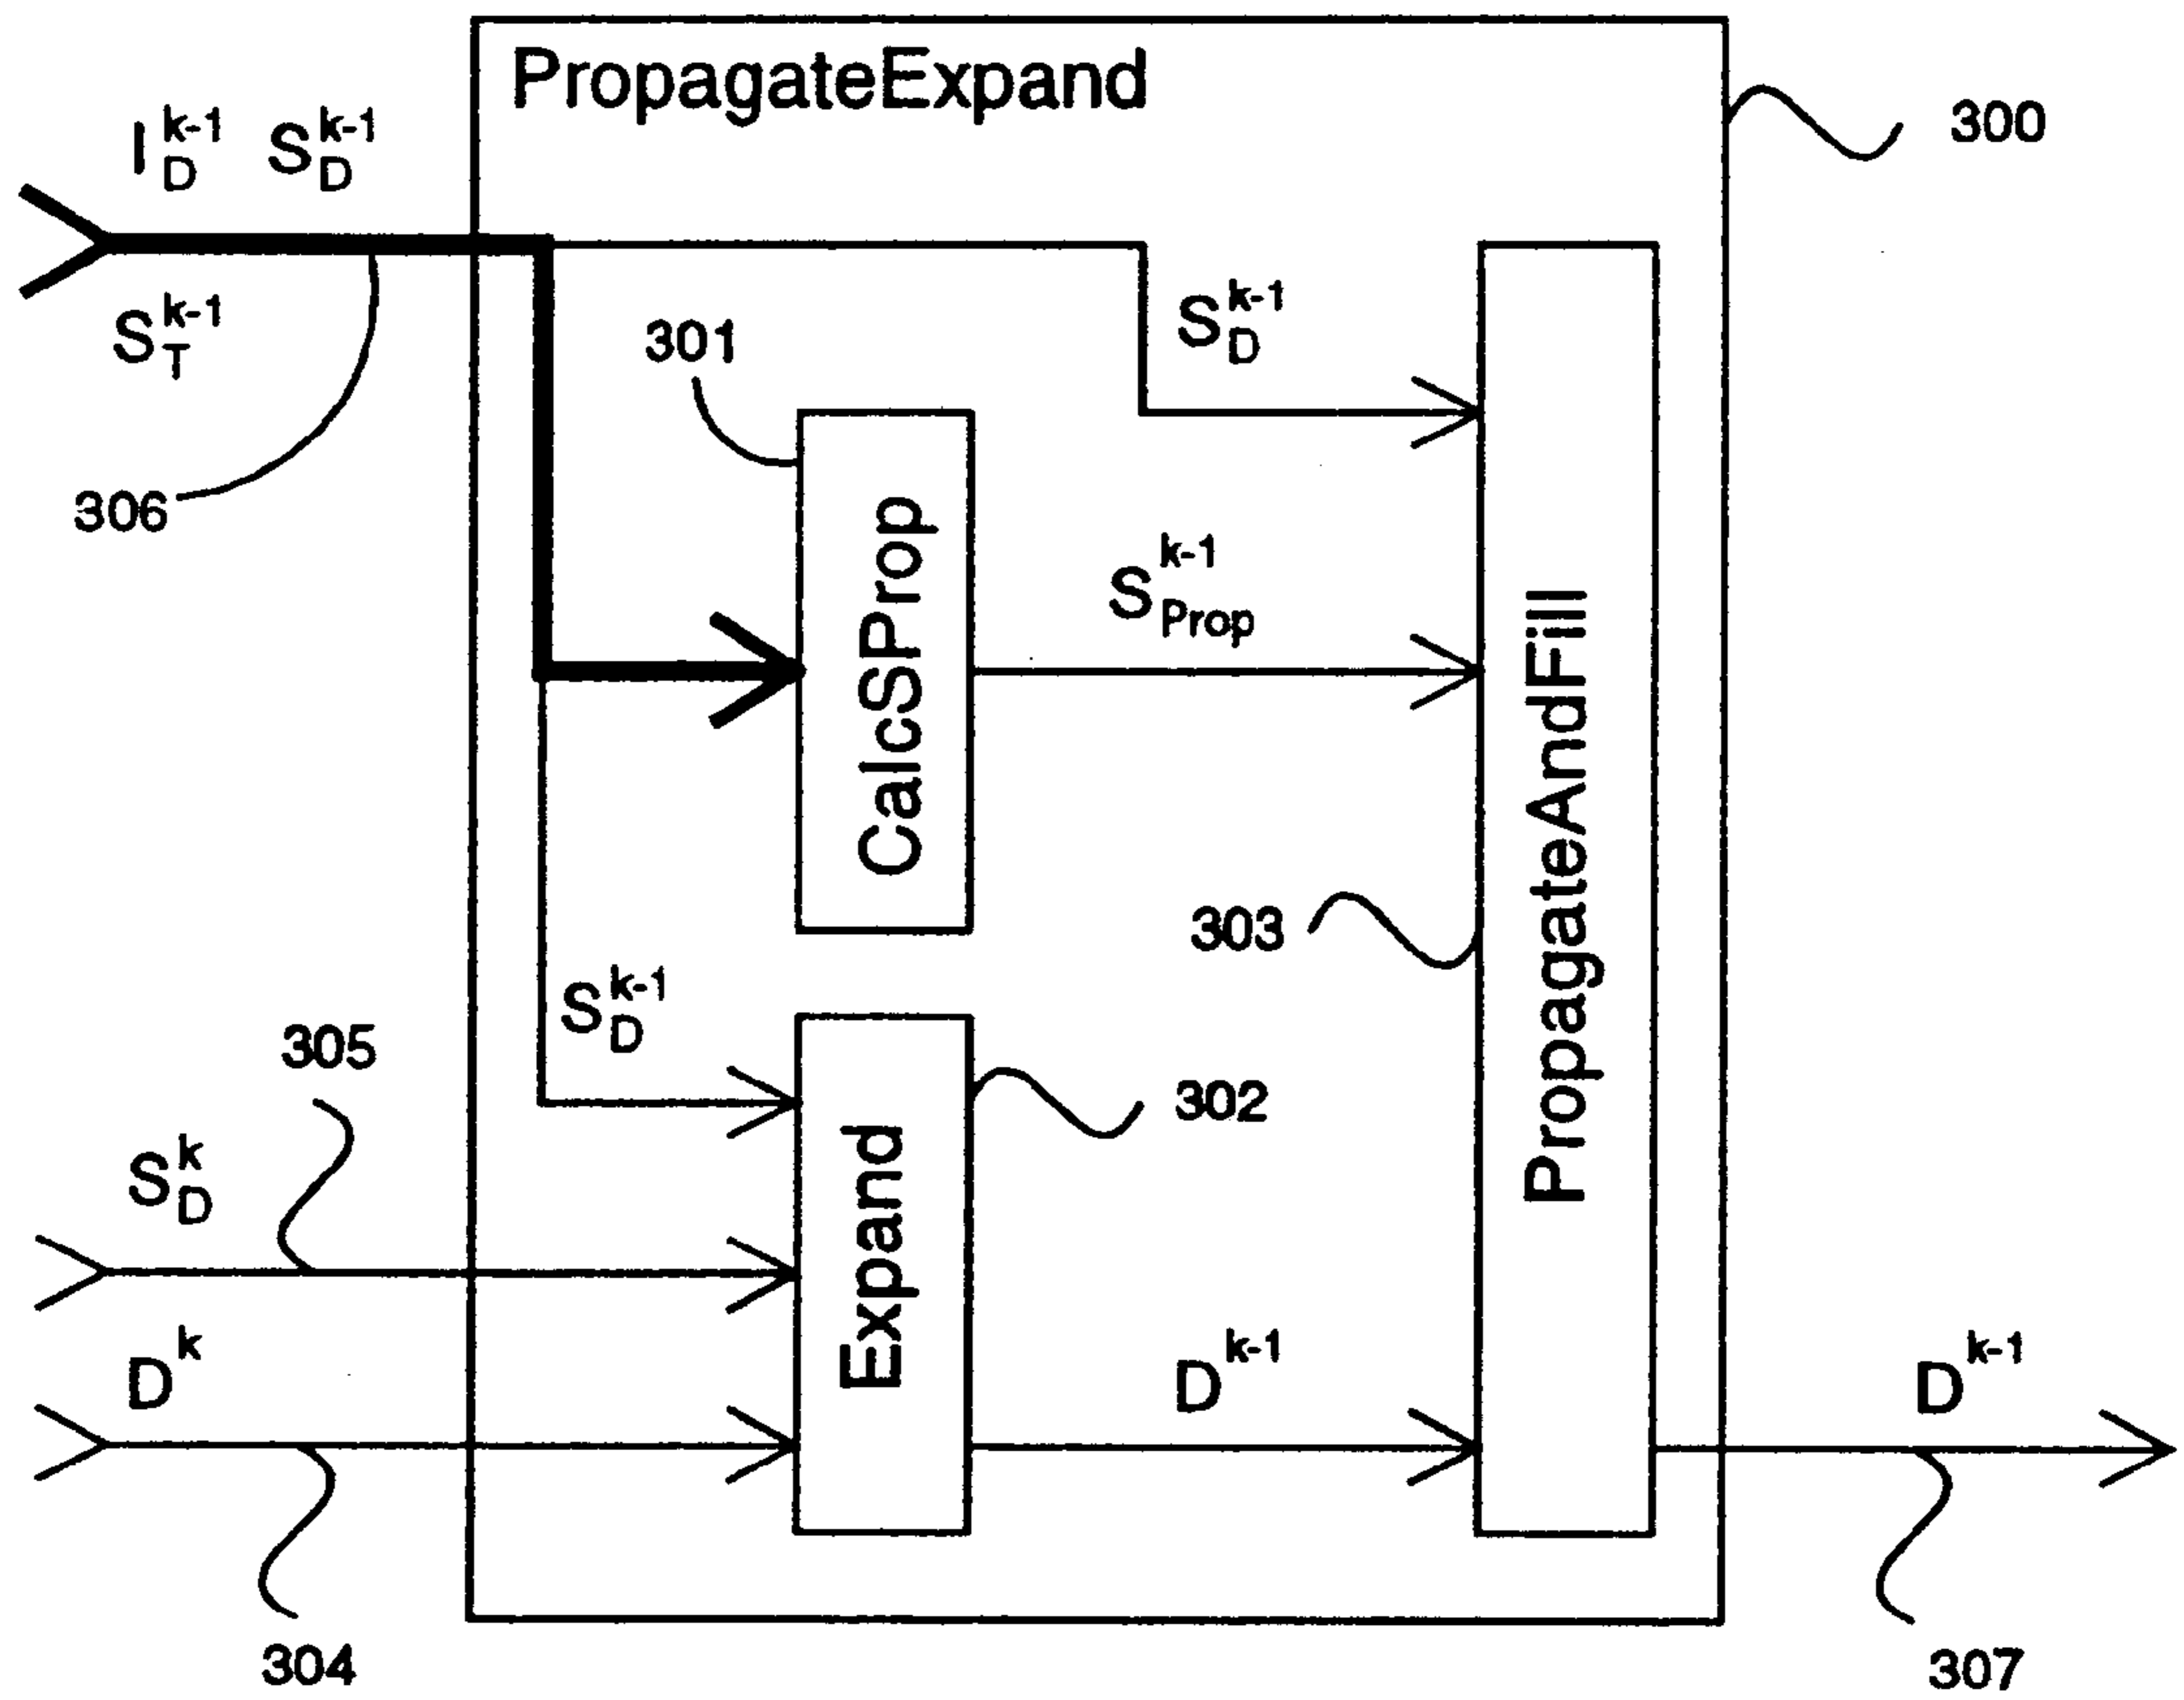 PropagateExpand
300
I_D^{k-1} S_D^{k-1}
S_T^{k-1}
306
301
S_D^{k-1}
CalcSProp
S_{Prop}^{k-1}
PropagateAndFill
303
S_D^{k-1}
305
302
S_D^k
Expand
D^k
D^{k-1}
D^{k-1}
304
307